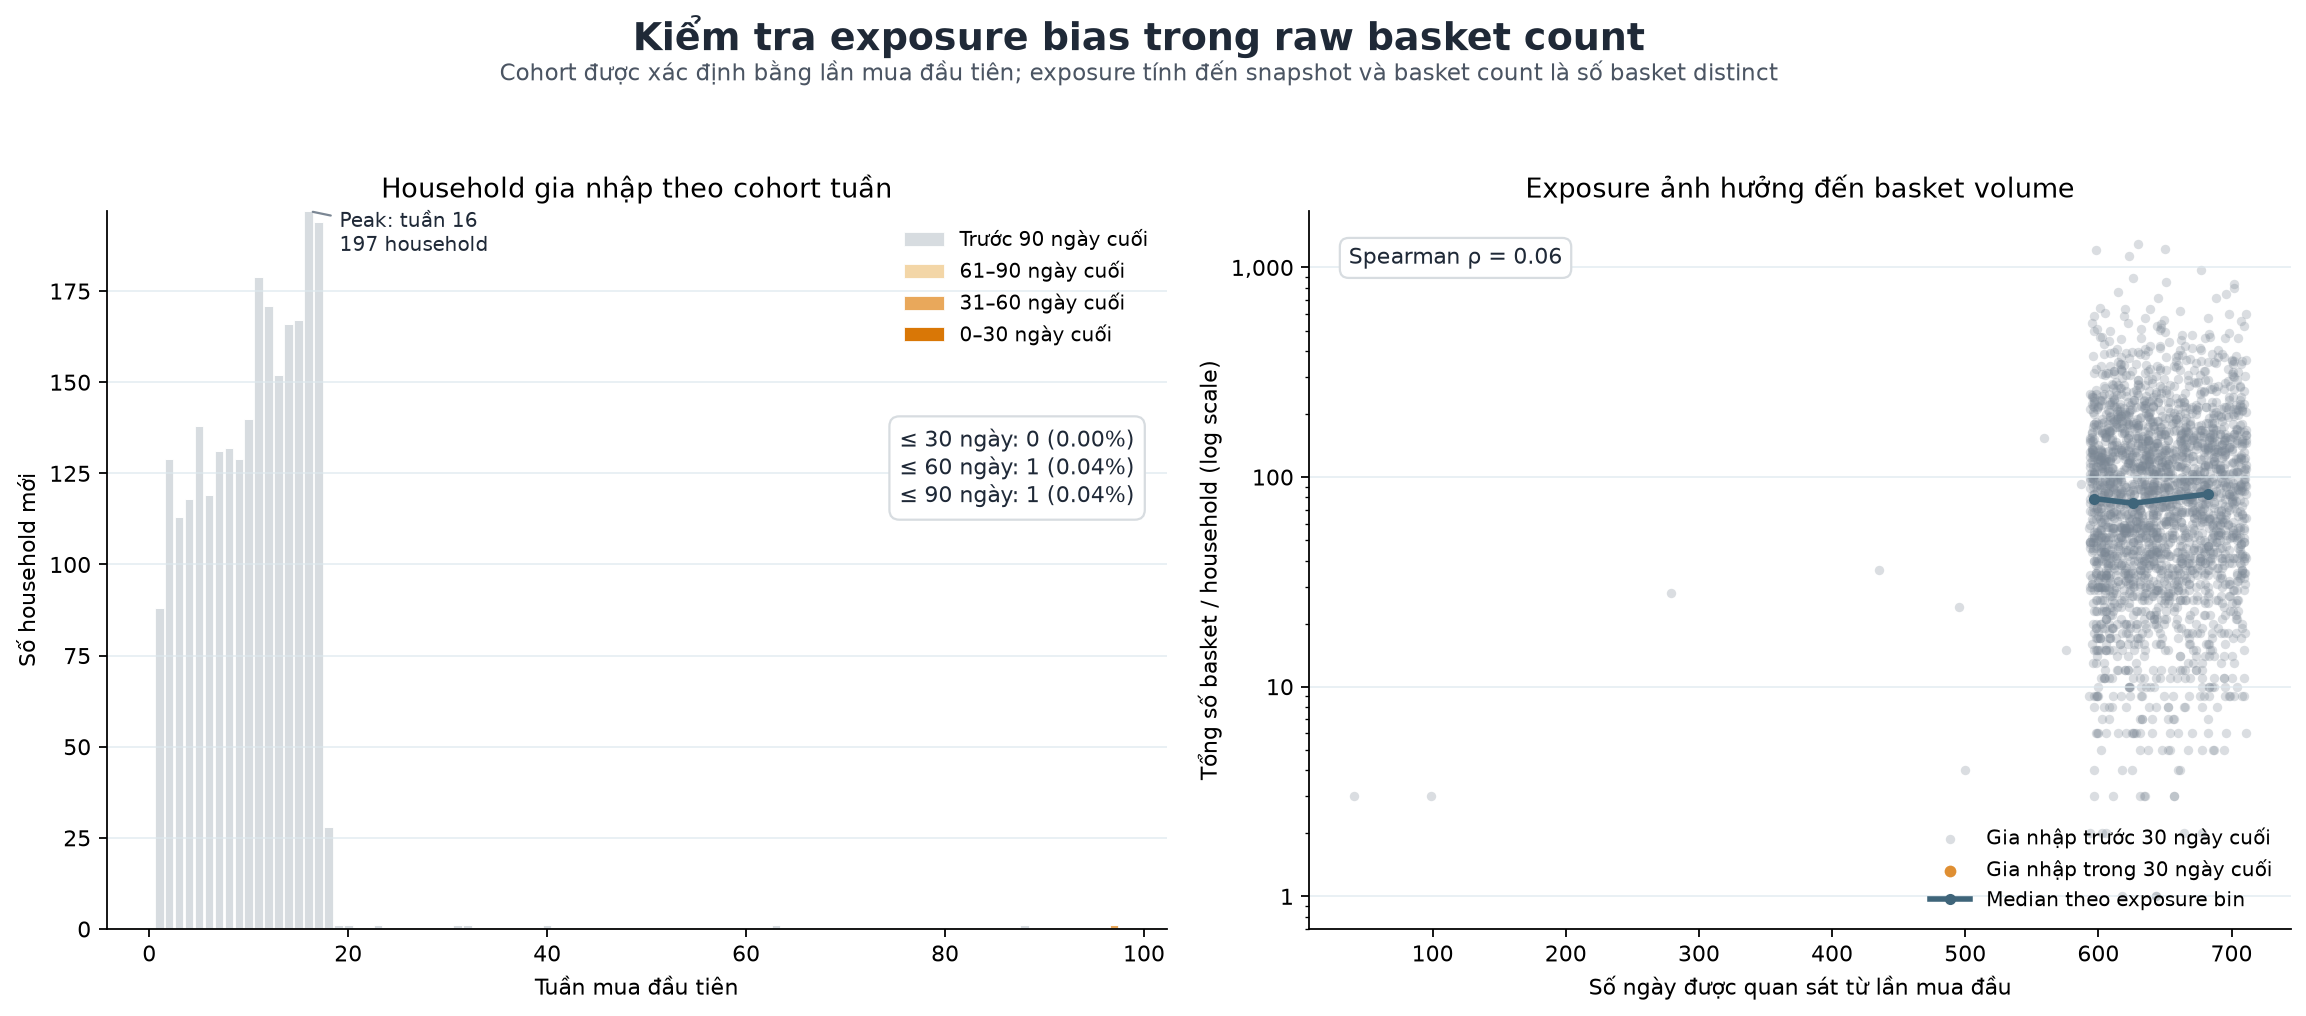 Kiểm tra exposure bias trong raw basket count
Cohort được xác định bằng lần mua đầu tiên; exposure tính đến snapshot và basket count là số basket distinct
Household gia nhập theo cohort tuần
Peak: tuần 16
197 household
Trước 90 ngày cuối
61–90 ngày cuối
31–60 ngày cuối
0–30 ngày cuối
≤ 30 ngày: 0 (0.00%)
≤ 60 ngày: 1 (0.04%)
≤ 90 ngày: 1 (0.04%)
Số household mới
175
150
125
100
75
50
25
0
0 20 40 60 80 100
Tuần mua đầu tiên
Exposure ảnh hưởng đến basket volume
Spearman ρ = 0.06
Tổng số basket / household (log scale)
1,000
100
10
1
Gia nhập trước 30 ngày cuối
Gia nhập trong 30 ngày cuối
Median theo exposure bin
100 200 300 400 500 600 700
Số ngày được quan sát từ lần mua đầu